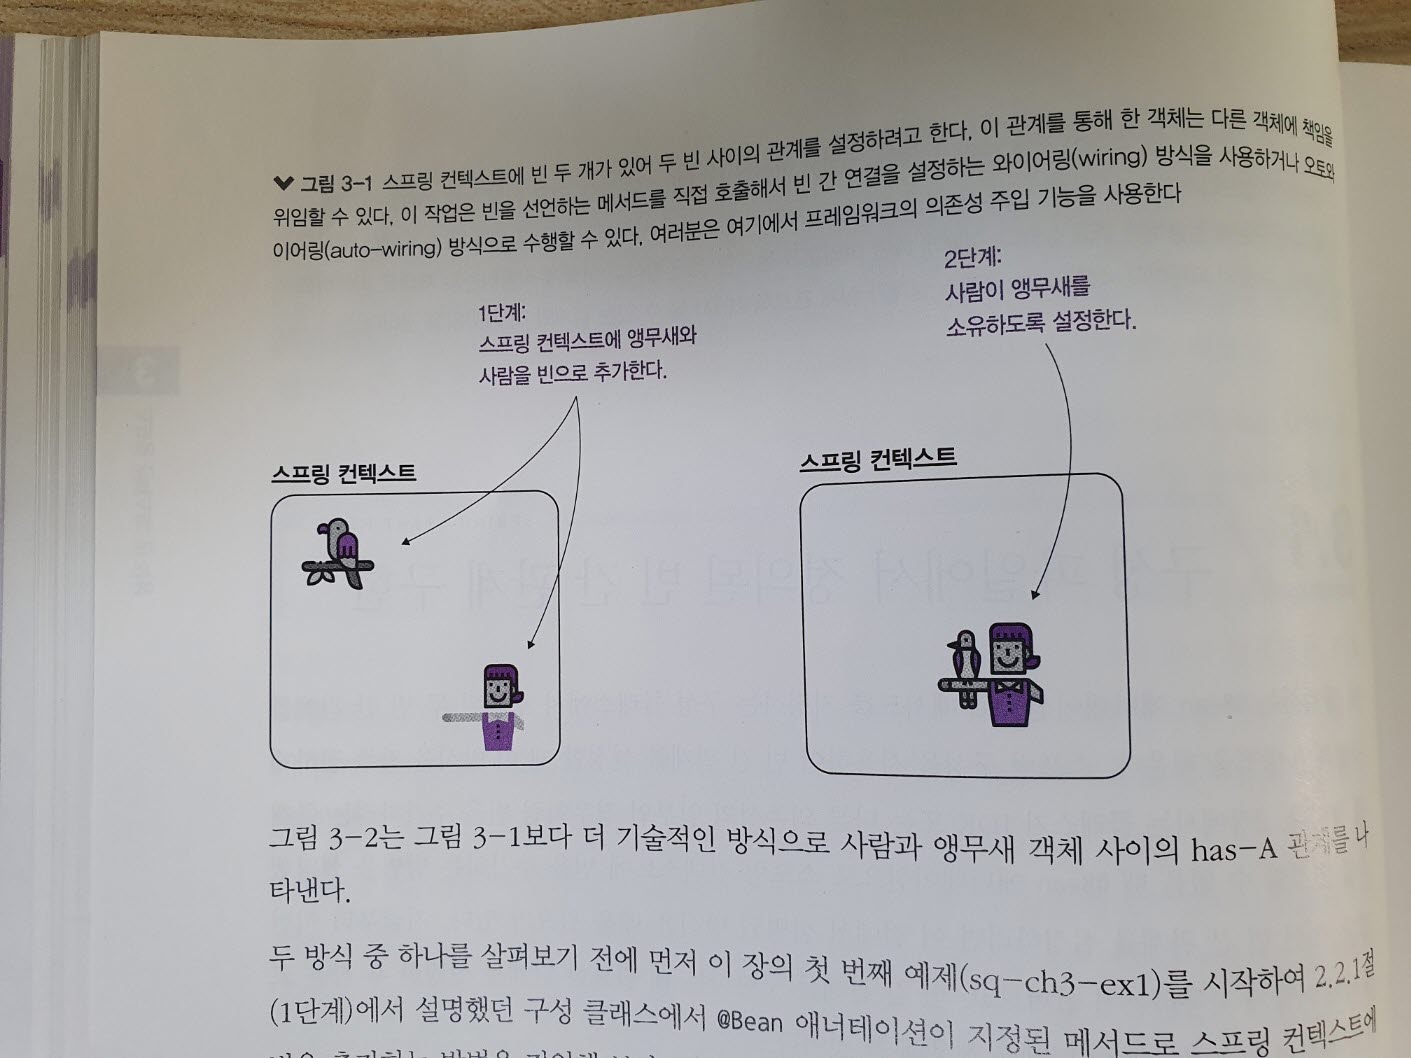 그림 3-1 스프링 컨텍스트에 빈 두 개가 있어 두 빈 사이의 관계를 설정하려고 한다. 이 관계를 통해 한 객체는 다른 객체에 책임을
위임할 수 있다. 이 작업은 빈을 선언하는 메서드를 직접 호출해서 빈 간 연결을 설정하는 와이어링(wiring) 방식을 사용하거나 오토와
이어링(auto-wiring) 방식으로 수행할 수 있다. 여러분은 여기에서 프레임워크의 의존성 주입 기능을 사용한다
1단계:
스프링 컨텍스트에 앵무새와
사람을 빈으로 추가한다.
2단계:
사람이 앵무새를
소유하도록 설정한다.
스프링 컨텍스트
스프링 컨텍스트
그림 3-2는 그림 3-1보다 더 기술적인 방식으로 사람과 앵무새 객체 사이의 has-A 관계를 나
타낸다.
두 방식 중 하나를 살펴보기 전에 먼저 이 장의 첫 번째 예제(sq-ch3-ex1)를 시작하여 2.2.1절
(1단계)에서 설명했던 구성 클래스에서 @Bean 애너테이션이 지정된 메서드로 스프링 컨텍스트에